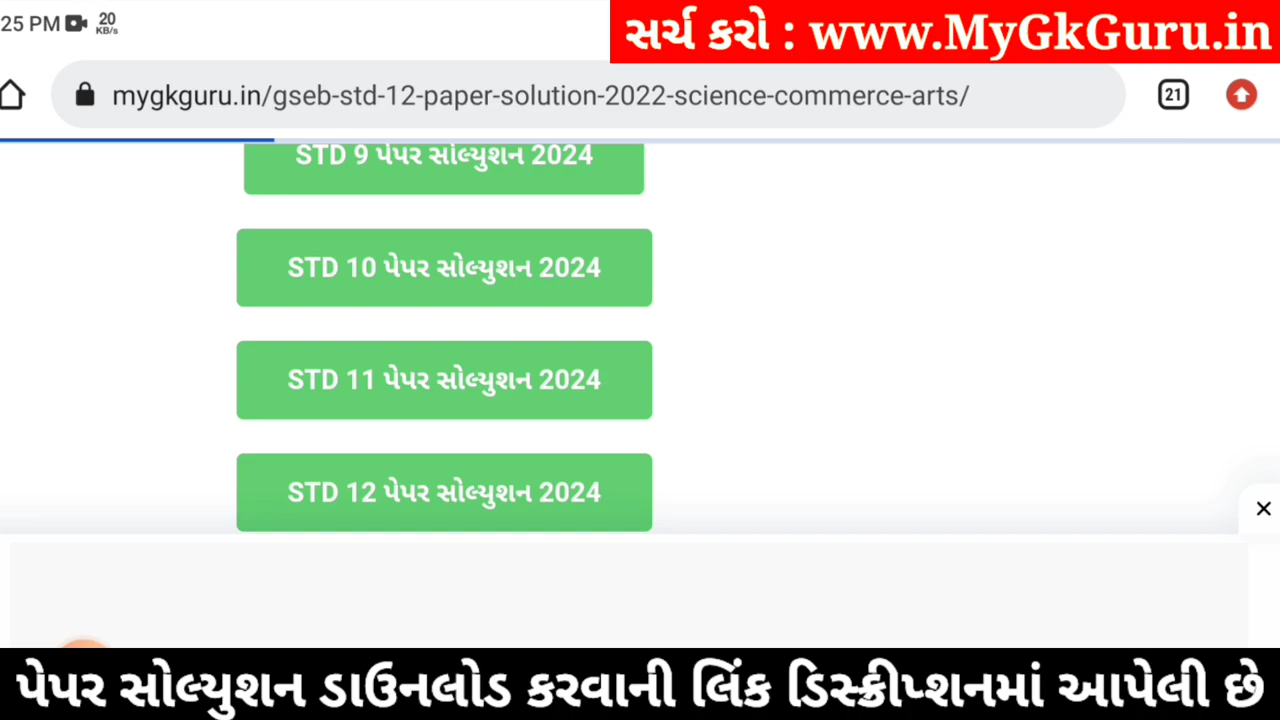 25 PM 20 KB/s
સર્ચ કરો : www.MyGkGuru.in
mygkguru.in/gseb-std-12-paper-solution-2022-science-commerce-arts/
21
STD 9 પેપર સોલ્યુશન 2024
STD 10 પેપર સોલ્યુશન 2024
STD 11 પેપર સોલ્યુશન 2024
STD 12 પેપર સોલ્યુશન 2024
પેપર સોલ્યુશન ડાઉનલોડ કરવાની લિંક ડિસ્ક્રીપ્શનમાં આપેલી છે